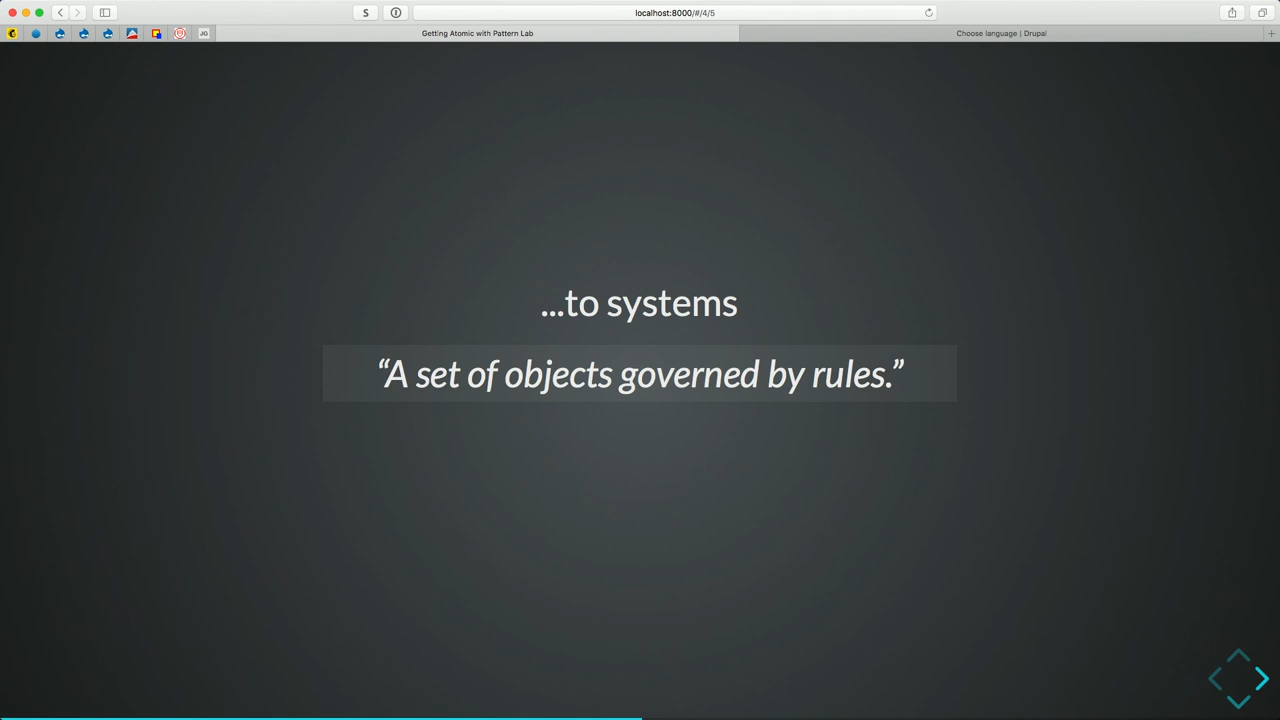 S
localhost:8000/#/4/5
JG
Getting Atomic with Pattern Lab
Choose language | Drupal
...to systems
“A set of objects governed by rules.”